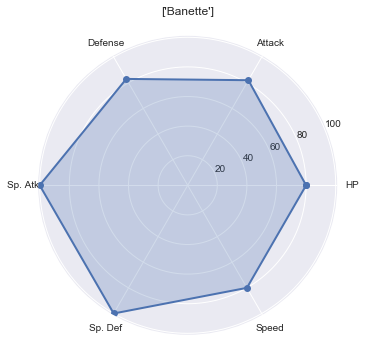 ['Banette']
Defense
Attack
100
80
60
40
20
Sp. Atk
HP
Sp. Def
Speed